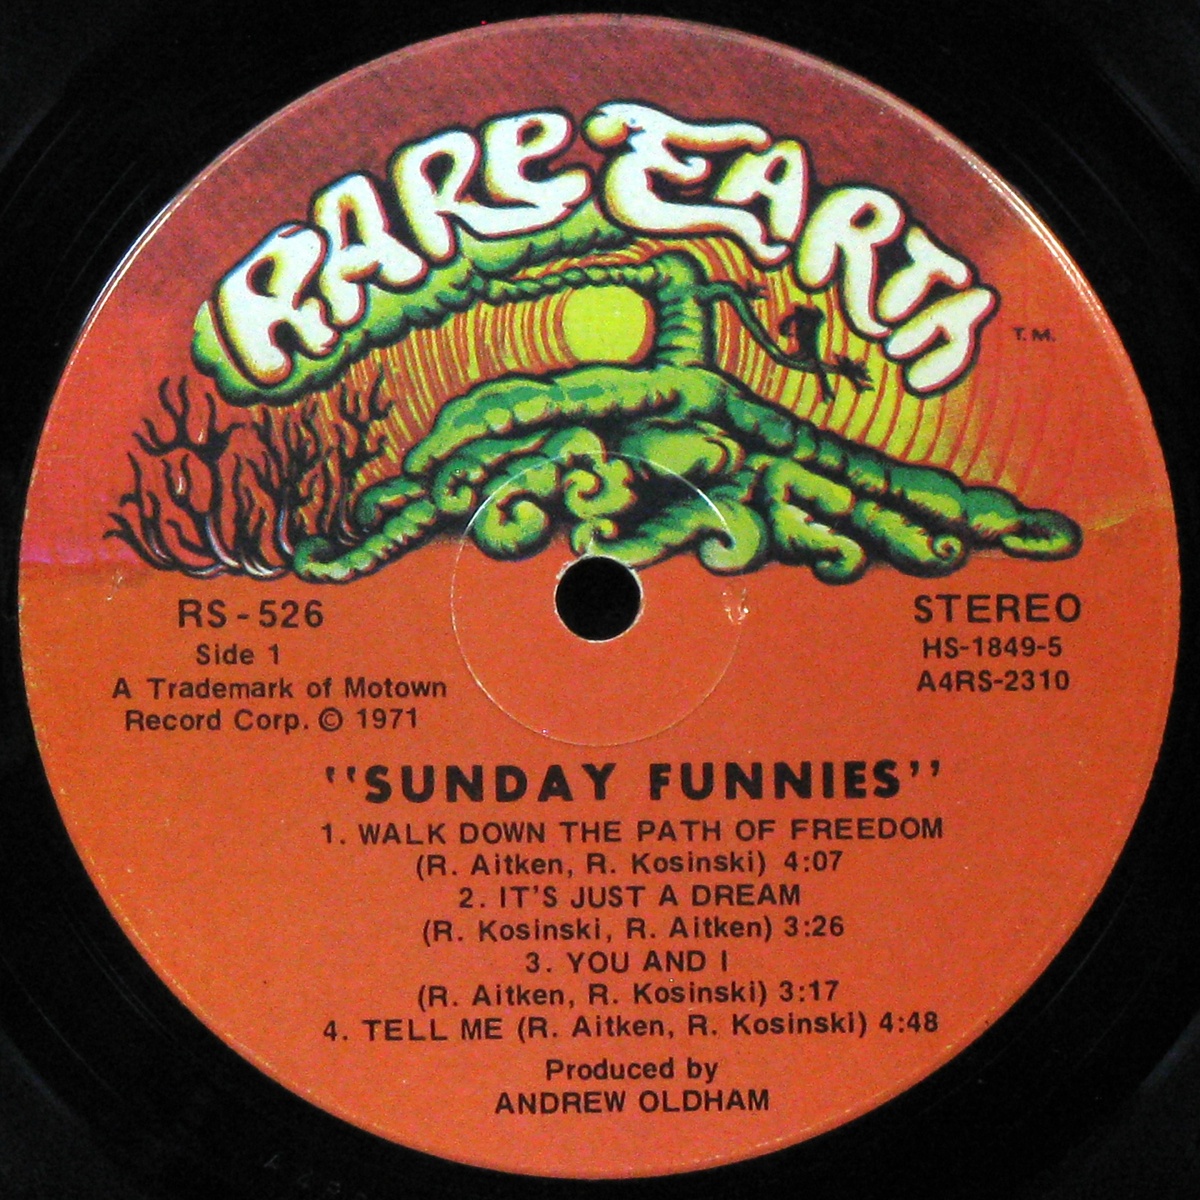 RARE EARTH
T.M.
RS-526
Side 1
A Trademark of Motown
Record Corp. © 1971
STEREO
HS-1849-5
A4RS-2310
"SUNDAY FUNNIES"
1. WALK DOWN THE PATH OF FREEDOM
(R. Aitken, R. Kosinski) 4:07
2. IT'S JUST A DREAM
(R. Kosinski, R. Aitken) 3:26
3. YOU AND I
(R. Aitken, R. Kosinski) 3:17
4. TELL ME (R. Aitken, R. Kosinski) 4:48
Produced by
ANDREW OLDHAM